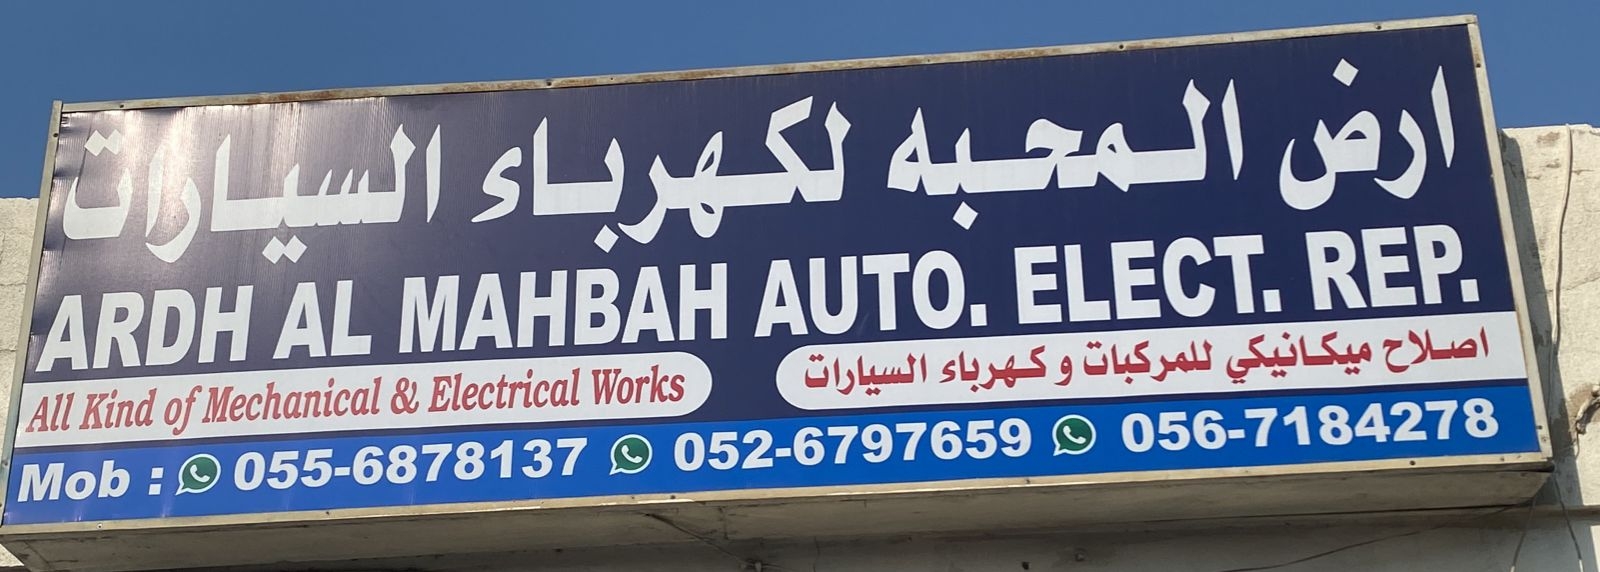 ارض المحبه لكهرباء السيارات
ARDH AL MAHBAH AUTO. ELECT. REP.
All Kind of Mechanical & Electrical Works
اصلاح ميكانيكي للمركبات و كهرباء السيارات
Mob : 055-6878137 052-6797659 056-7184278